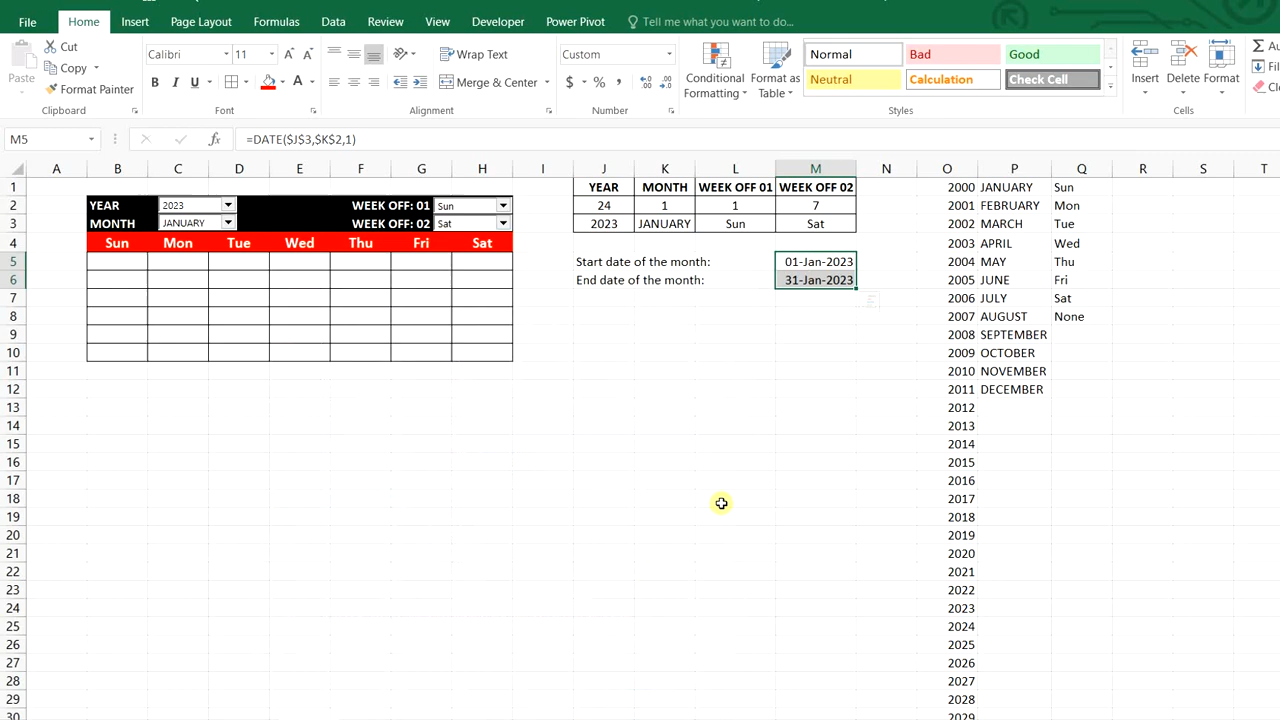 File Home Insert Page Layout Formulas Data Review View Developer Power Pivot Tell me what you want to do...
Paste Cut Copy Format Painter
Calibri 11 B I U A
Wrap Text Merge & Center
Custom $ % ,
Conditional Formatting Format as Table
Normal Bad Good
Neutral Calculation Check Cell
Insert Delete Format
Clipboard Font Alignment Number Styles Cells
M5 fx =DATE($J$3,$K$2,1)
A B C D E F G H I J K L M N O P Q R S T
1 YEAR MONTH WEEK OFF 01 WEEK OFF 02 2000 JANUARY Sun
2 YEAR 2023 WEEK OFF: 01 Sun 24 1 1 7 2001 FEBRUARY Mon
3 MONTH JANUARY WEEK OFF: 02 Sat 2023 JANUARY Sun Sat 2002 MARCH Tue
4 Sun Mon Tue Wed Thu Fri Sat 2003 APRIL Wed
5 Start date of the month: 01-Jan-2023 2004 MAY Thu
6 End date of the month: 31-Jan-2023 2005 JUNE Fri
7 2006 JULY Sat
8 2007 AUGUST None
9 2008 SEPTEMBER
10 2009 OCTOBER
11 2010 NOVEMBER
12 2011 DECEMBER
13 2012
14 2013
15 2014
16 2015
17 2016
18 2017
19 2018
20 2019
21 2020
22 2021
23 2022
24 2023
25 2024
26 2025
27 2026
28 2027
29 2028
30 2029